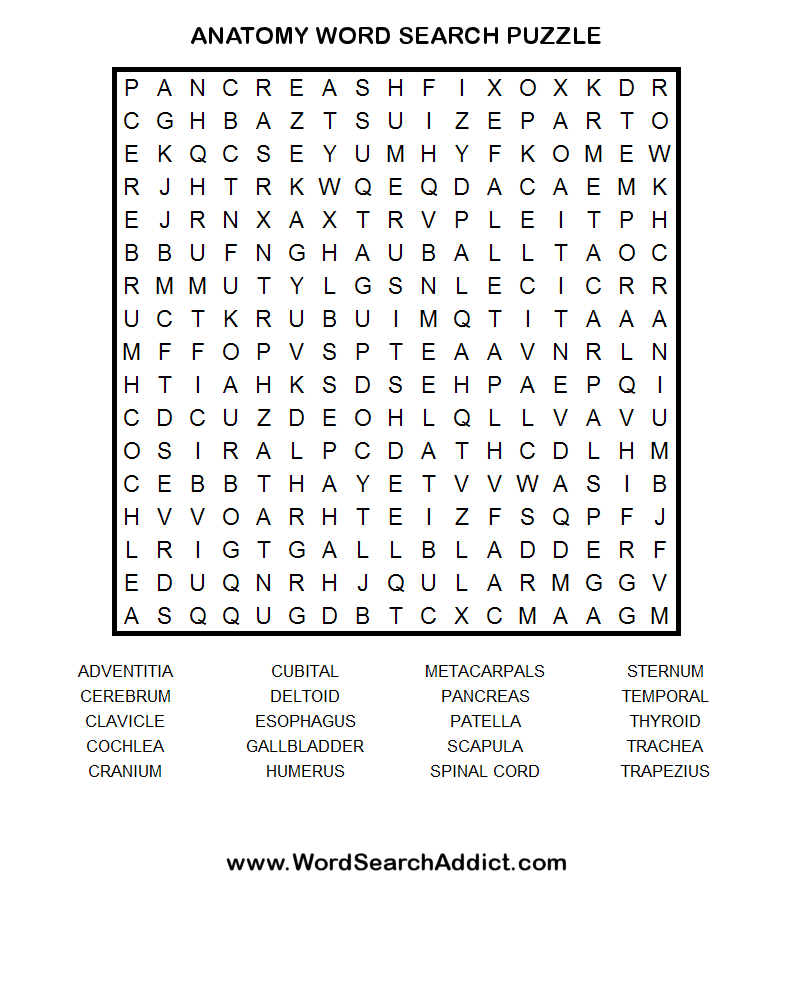 ANATOMY WORD SEARCH PUZZLE
P A N C R E A S H F I X O X K D R
C G H B A Z T S U I Z E P A R T O
E K Q C S E Y U M H Y F K O M E W
R J H T R K W Q E Q D A C A E M K
E J R N X A X T R V P L E I T P H
B B U F N G H A U B A L L T A O C
R M M U T Y L G S N L E C I C R R
U C T K R U B U I M Q T I T A A A
M F F O P V S P T E A A V N R L N
H T I A H K S D S E H P A E P Q I
C D C U Z D E O H L Q L L V A V U
O S I R A L P C D A T H C D L H M
C E B B T H A Y E T V V W A S I B
H V V O A R H T E I Z F S Q P F J
L R I G T G A L L B L A D D E R F
E D U Q N R H J Q U L A R M G G V
A S Q Q U G D B T C X C M A A G M
ADVENTITIA CUBITAL METACARPALS STERNUM
CEREBRUM DELTOID PANCREAS TEMPORAL
CLAVICLE ESOPHAGUS PATELLA THYROID
COCHLEA GALLBLADDER SCAPULA TRACHEA
CRANIUM HUMERUS SPINAL CORD TRAPEZIUS
www.WordSearchAddict.com